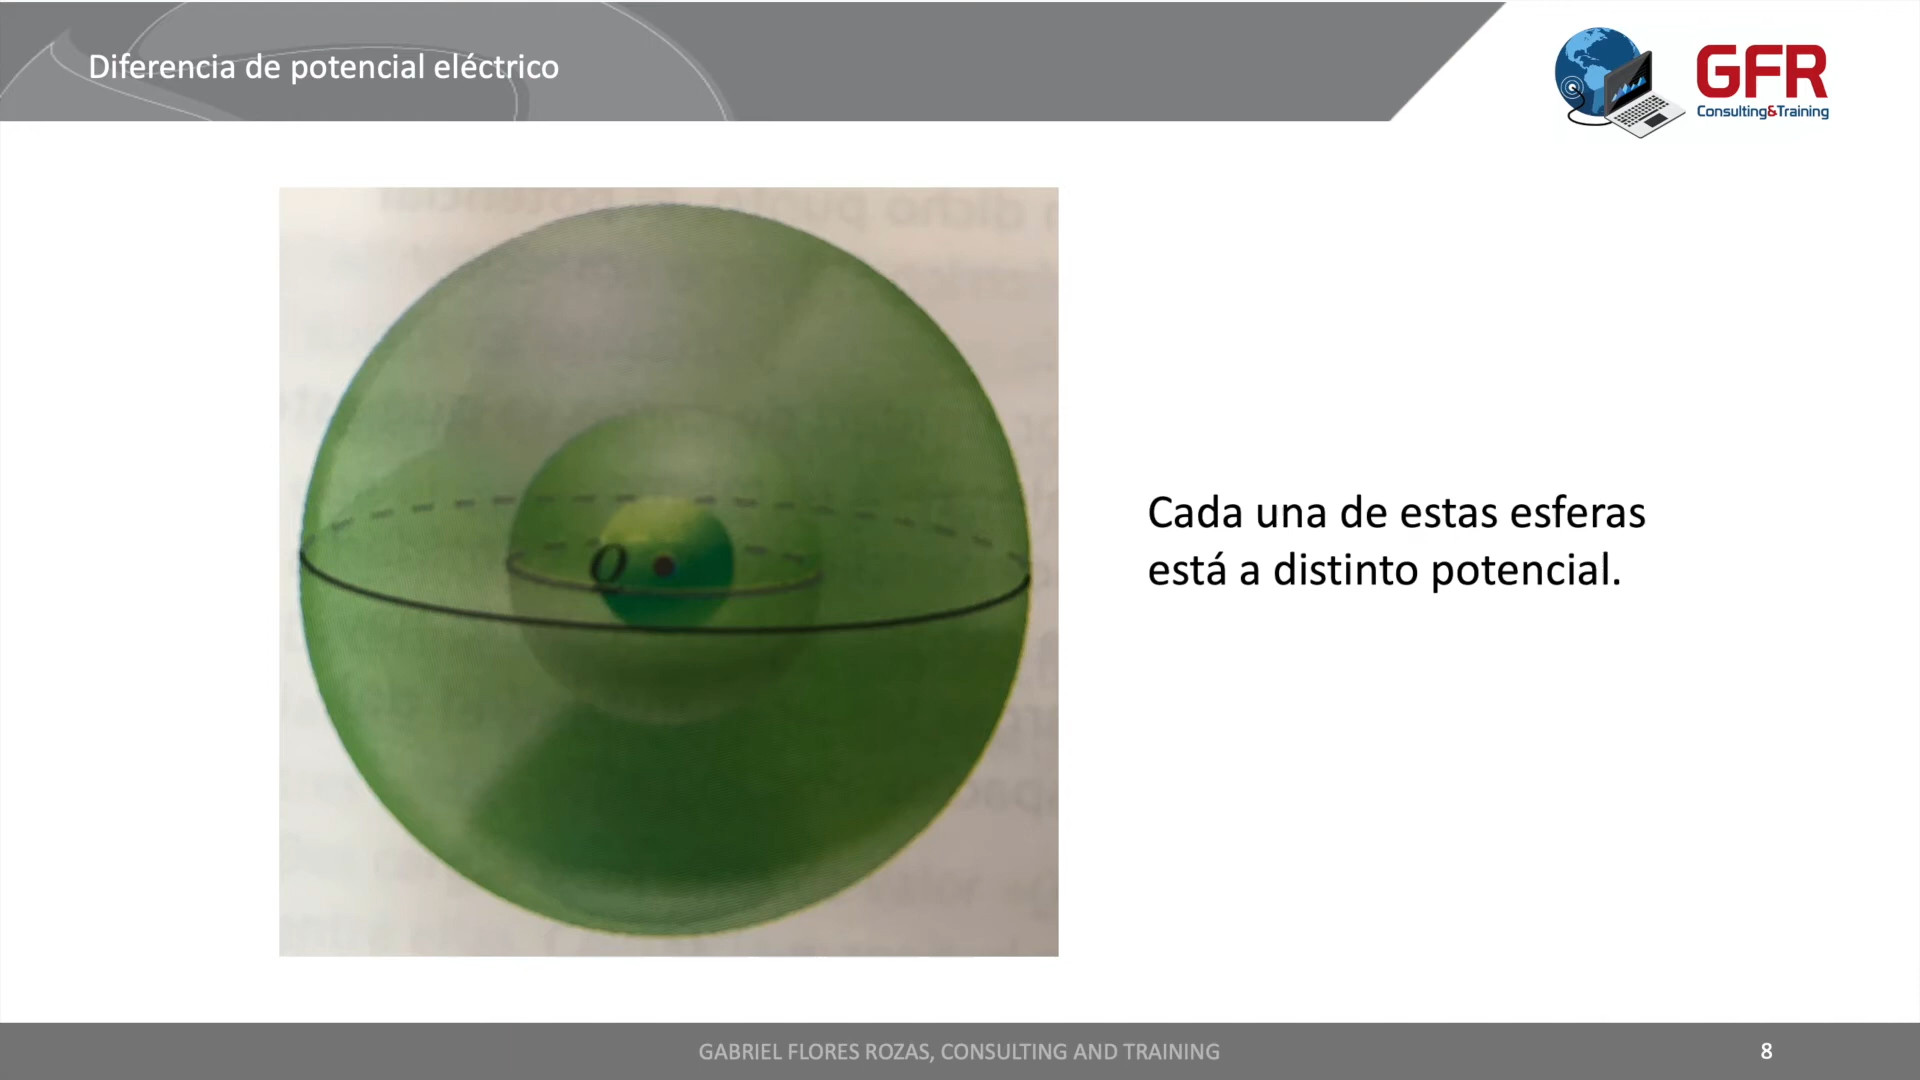 Diferencia de potencial eléctrico
GFR
Consulting&Training
Q
Cada una de estas esferas
está a distinto potencial.
GABRIEL FLORES ROZAS, CONSULTING AND TRAINING
8